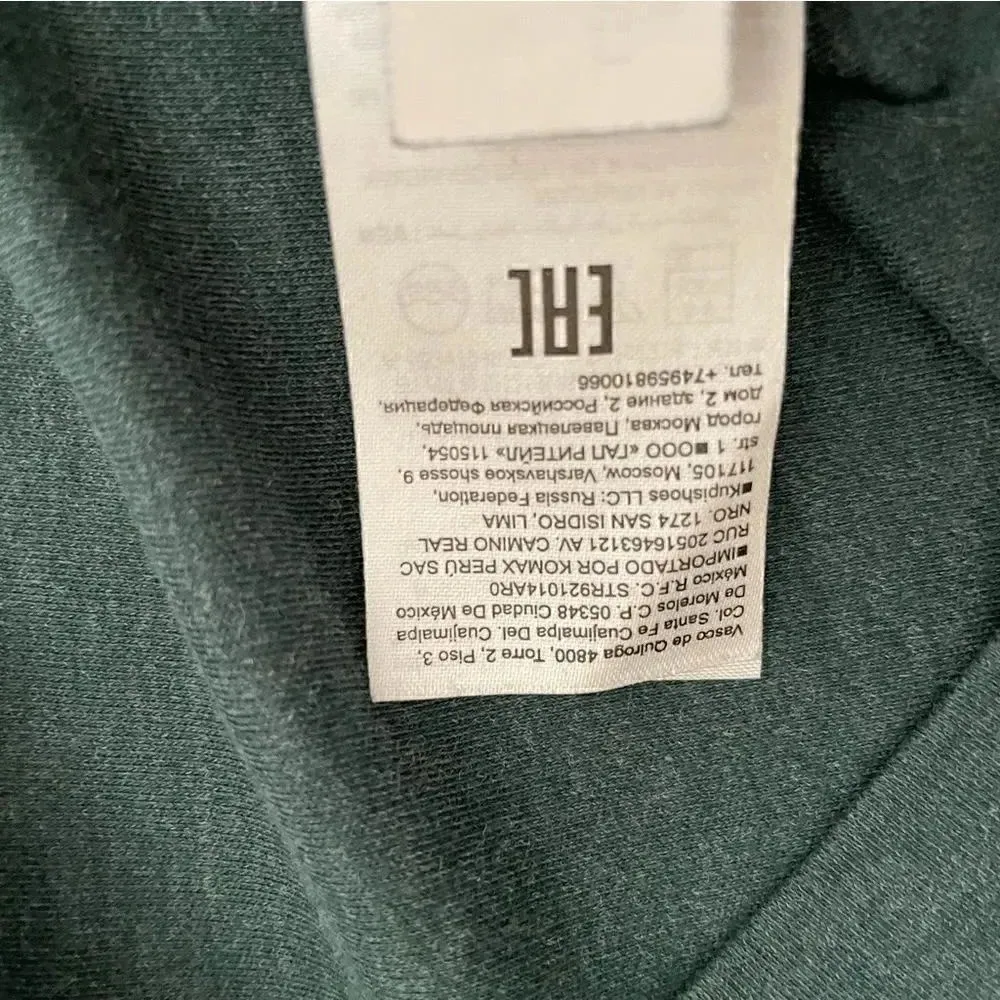 Vasco de Quiroga 4800, Torre 2, Piso 3,
Col. Santa Fe Cuajimalpa Del. Cuajimalpa
De Morelos C.P. 05348 Ciudad De México
México R.F.C. STR921014AR0
■IMPORTADO POR KOMAX PERÚ SAC
RUC 20516463121 AV. CAMINO REAL
NRO. 1274 SAN ISIDRO, LIMA
■Kupishoes LLC: Russia Federation,
117105, Moscow, Varshavskoe shosse 9,
str. 1 ■ООО «ГАП РИТЕЙЛ» 115054,
город Москва, Павелецкая площадь,
дом 2, здание 2, Российская Федерация,
тел. +74959810066
EAC